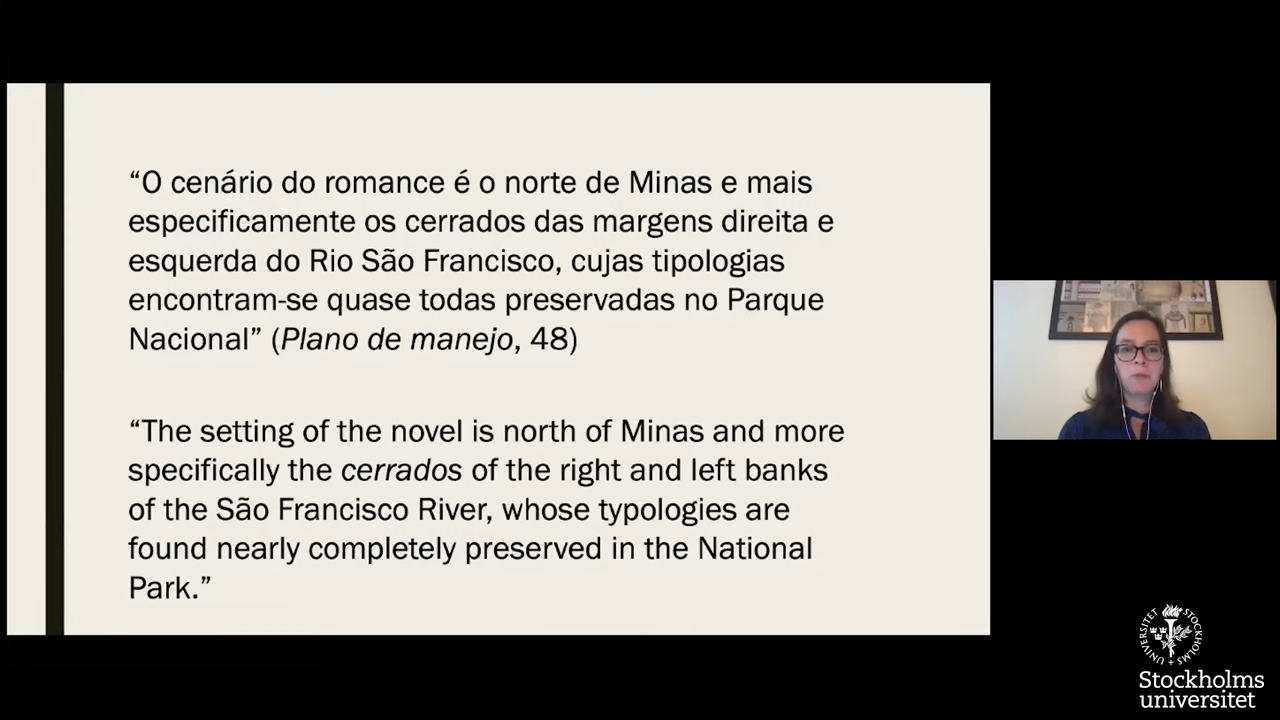 “O cenário do romance é o norte de Minas e mais
especificamente os cerrados das margens direita e
esquerda do Rio São Francisco, cujas tipologias
encontram-se quase todas preservadas no Parque
Nacional” (Plano de manejo, 48)
“The setting of the novel is north of Minas and more
specifically the cerrados of the right and left banks
of the São Francisco River, whose typologies are
found nearly completely preserved in the National
Park.”
STOCKHOLMS UNIVERSITET
Stockholms
universitet